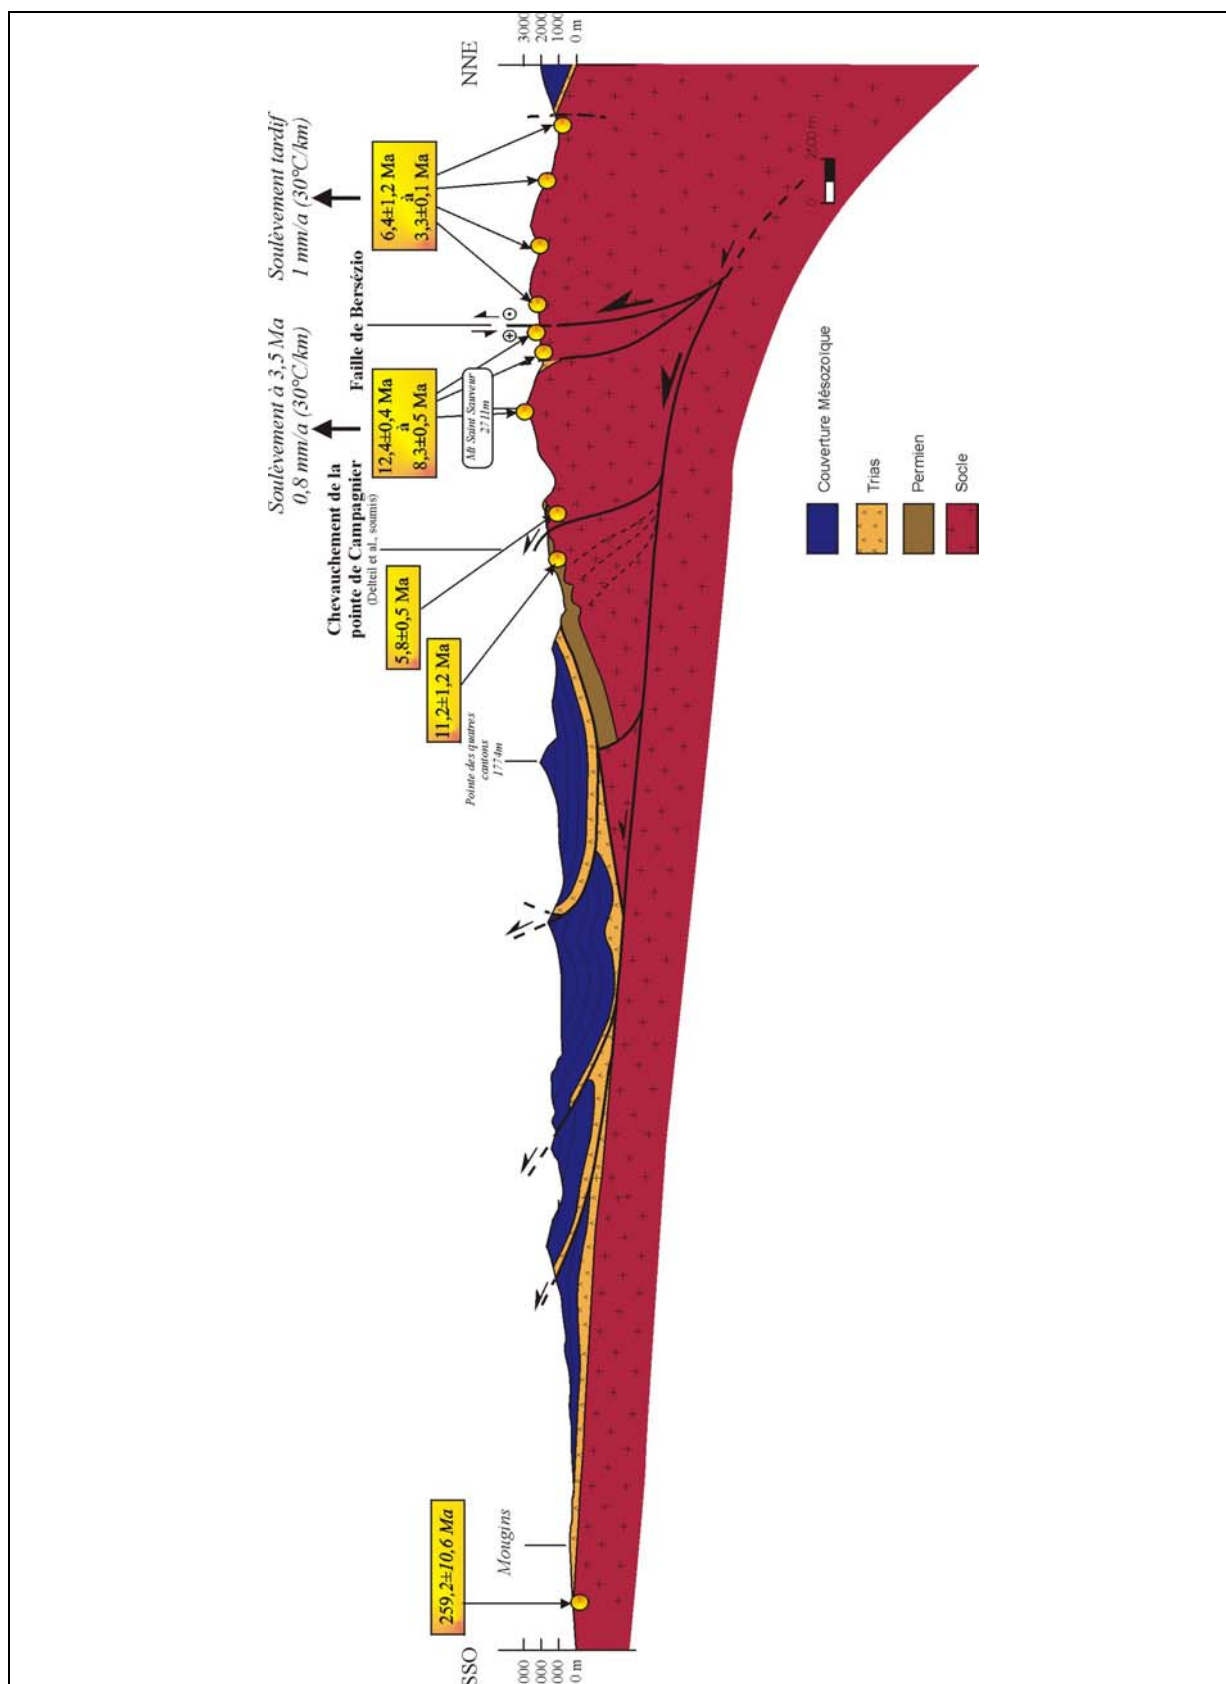 Soulèvement à 3,5 Ma
0,8 mm/a (30°C/km)
Soulèvement tardif
1 mm/a (30°C/km)
Chevauchement de la
pointe de Campagnier
(Delteil et al., soumis)
Faille de Bersézio
259,2±10,6 Ma
11,2±1,2 Ma
5,8±0,5 Ma
12,4±0,4 Ma
à
8,3±0,5 Ma
6,4±1,2 Ma
à
3,3±0,1 Ma
Mt Saint Sauveur
2711m
Pointe des quatres
cantons
1774m
Mougins
SSO
000
000
000
0 m
NNE
3000
2000
1000
0 m
0 2500 m
Couverture Mésozoïque
Trias
Permien
Socle